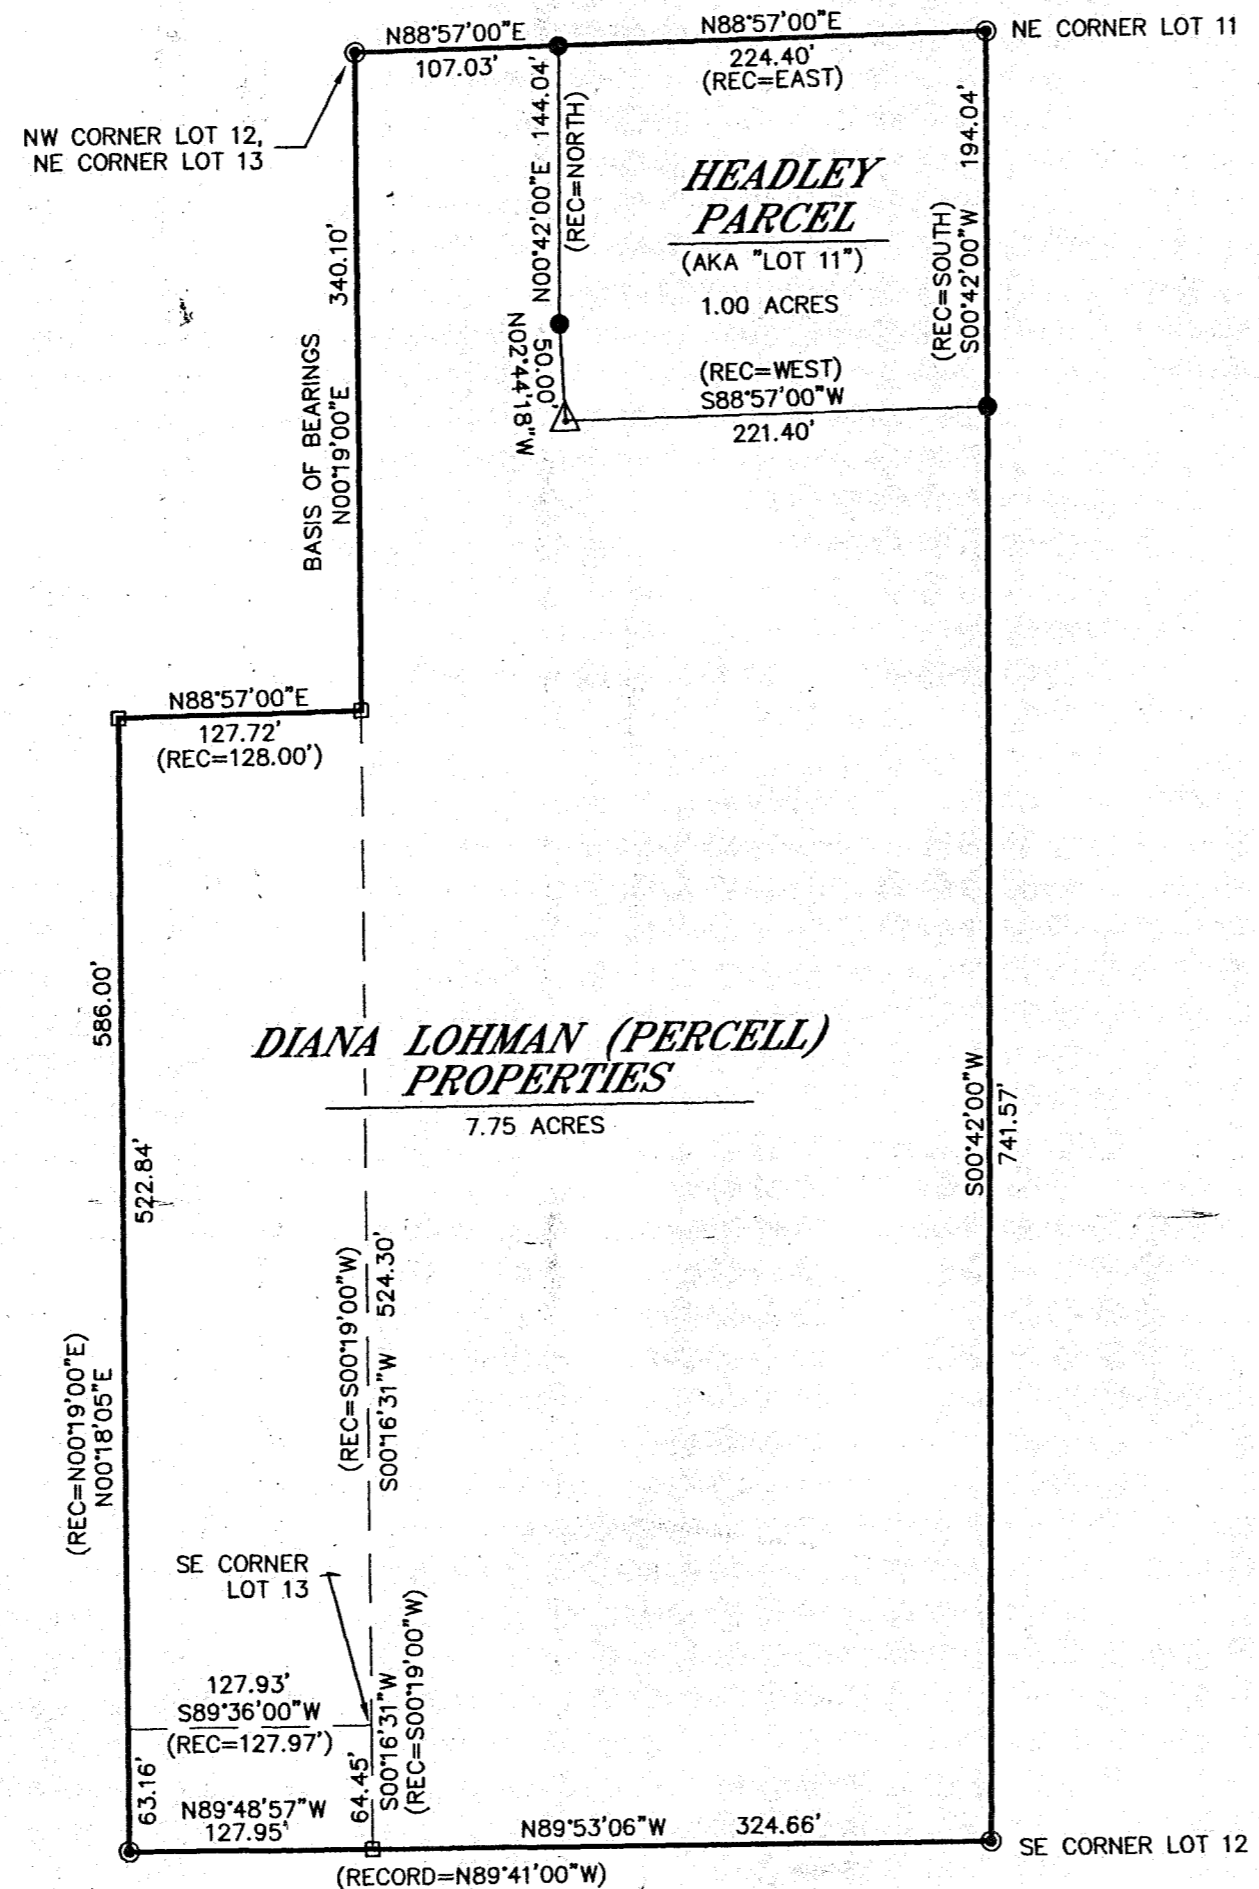 N88°57'00"E
107.03'
N88°57'00"E
224.40'
(REC=EAST)
NE CORNER LOT 11
NW CORNER LOT 12,
NE CORNER LOT 13
N00°42'00"E 144.04'
(REC=NORTH)
HEADLEY
PARCEL
(AKA "LOT 11")
1.00 ACRES
194.04'
(REC=SOUTH)
S00°42'00"W
(REC=WEST)
S88°57'00"W
221.40'
50.00'
N02°44'18"W
340.10'
BASIS OF BEARINGS
N00°19'00"E
N88°57'00"E
127.72'
(REC=128.00')
586.00'
522.84'
(REC=N00°19'00"E)
N00°18'05"E
DIANA LOHMAN (PERCELL)
PROPERTIES
7.75 ACRES
S00°42'00"W
741.57'
(REC=S00°19'00"W)
S00°16'31"W 524.30'
SE CORNER
LOT 13
127.93'
S89°36'00"W
(REC=127.97')
63.16'
64.45'
S00°16'31"W
(REC=S00°19'00"W)
N89°48'57"W
127.95'
N89°53'06"W 324.66'
(RECORD=N89°41'00"W)
SE CORNER LOT 12